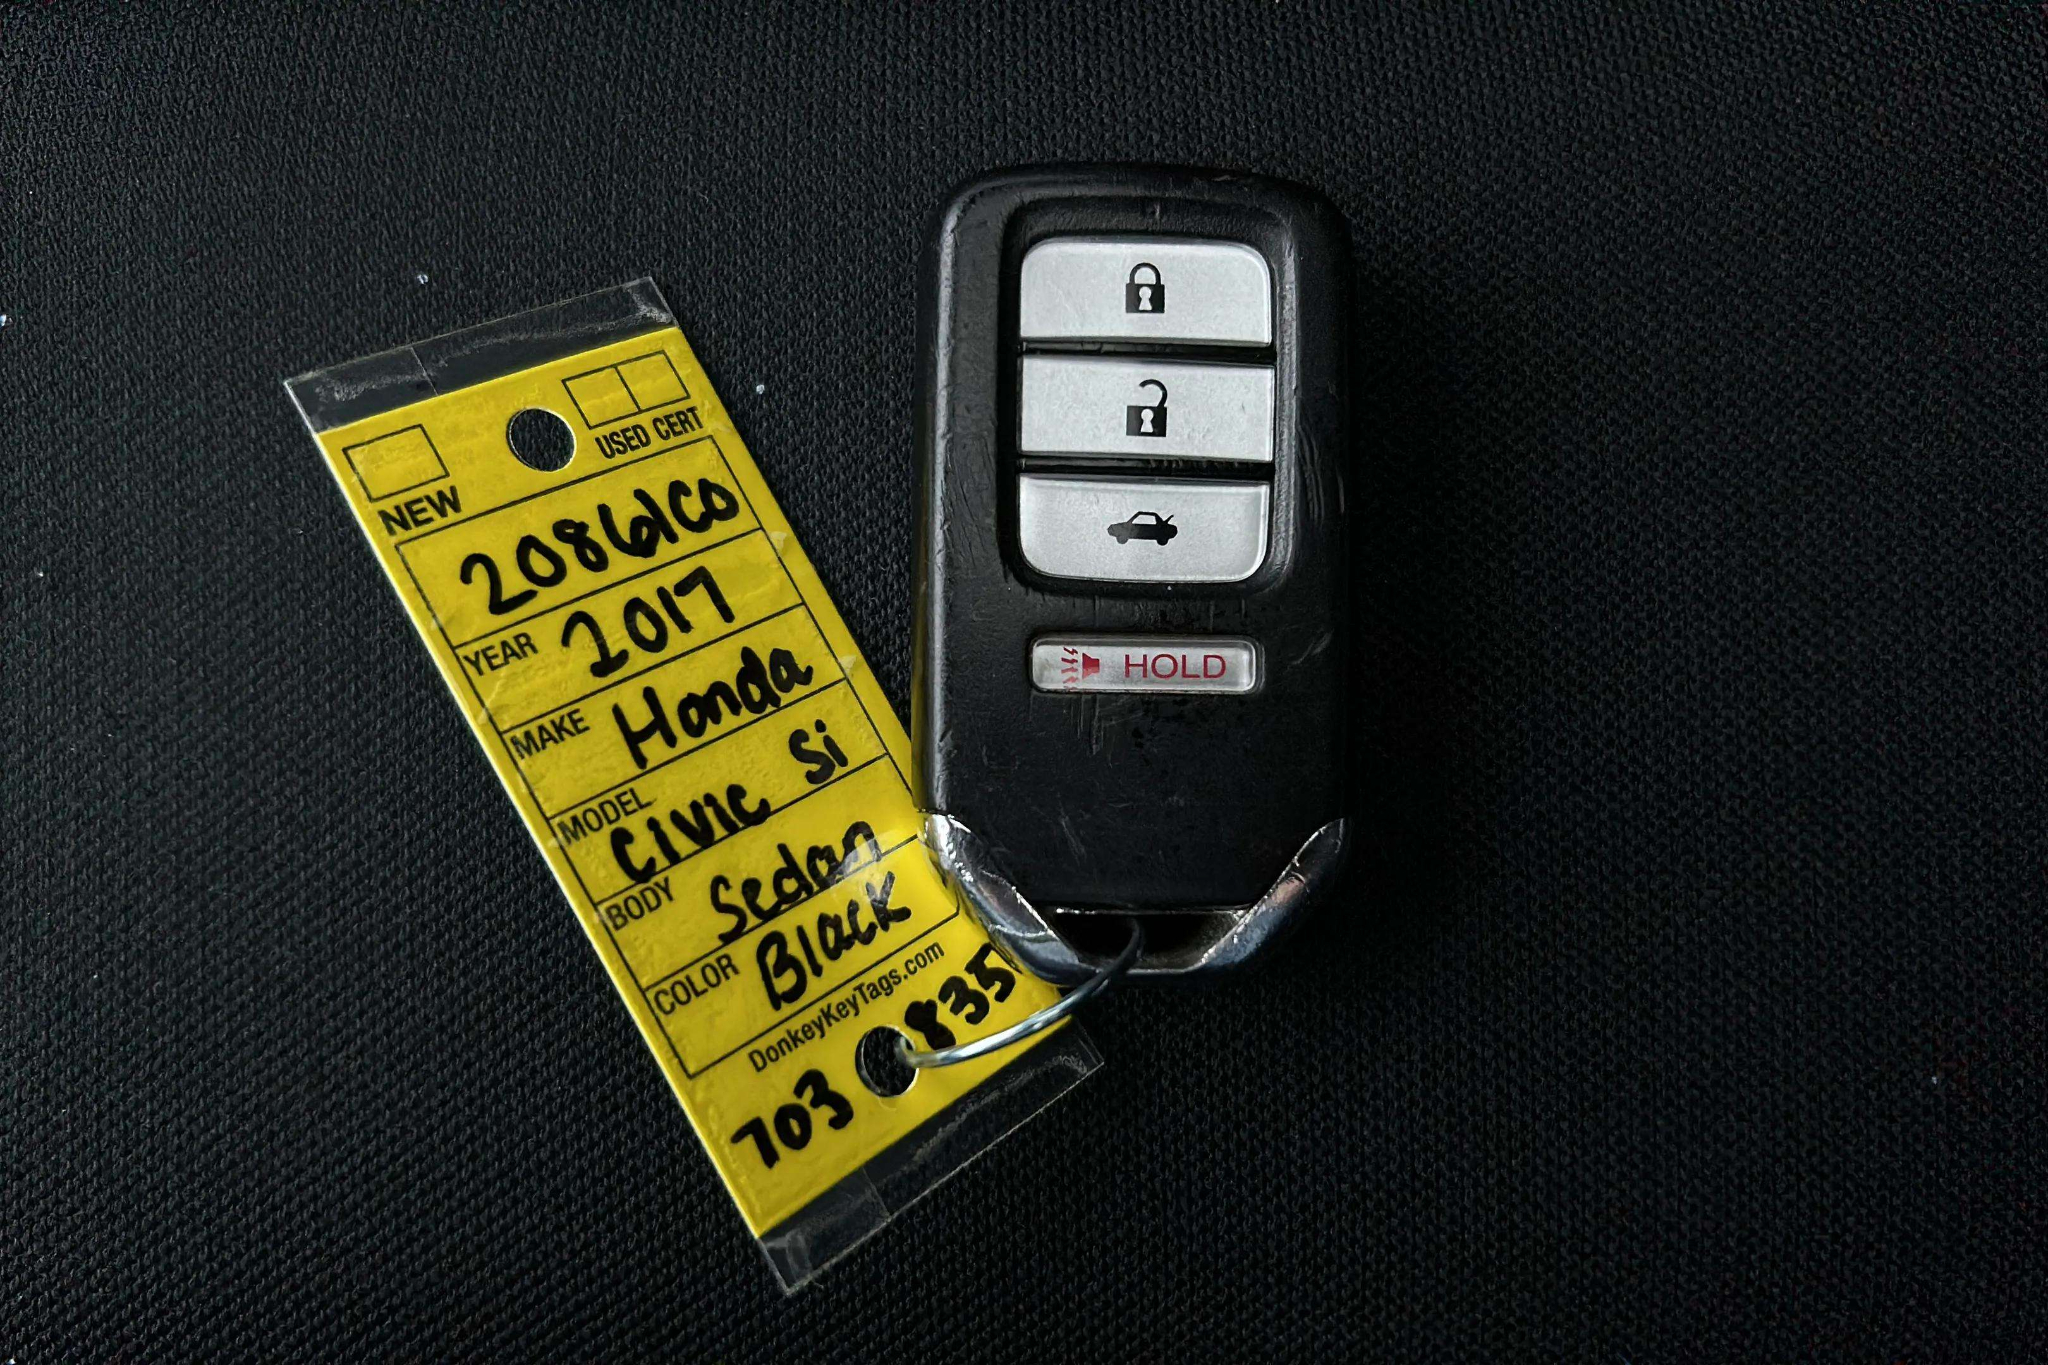 NEW
USED CERT
20861CO
YEAR 2017
MAKE Honda
MODEL Civic Si
BODY Sedan
COLOR Black
DonkeyKeyTags.com
703 835
HOLD